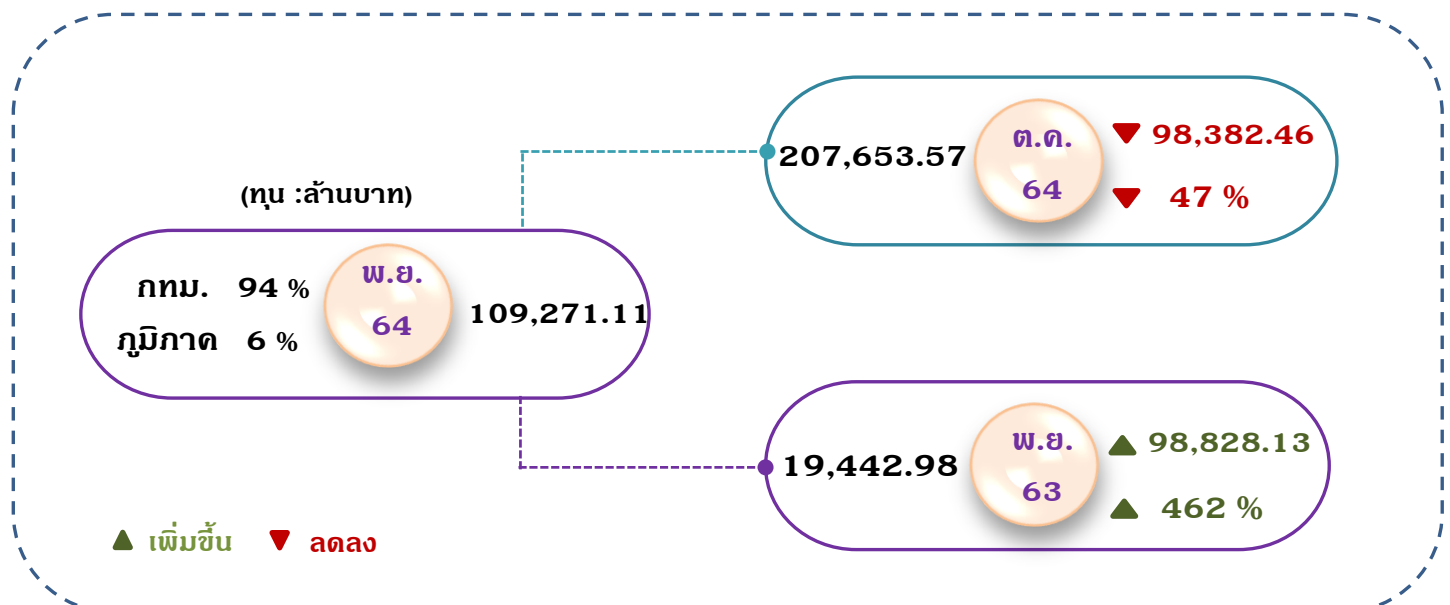 (ทุน :ล้านบาท)
กทม. 94 %
ภูมิภาค 6 %
พ.ย.
64
109,271.11
207,653.57
ต.ค.
64
98,382.46
47 %
19,442.98
พ.ย.
63
98,828.13
462 %
เพิ่มขึ้น ลดลง